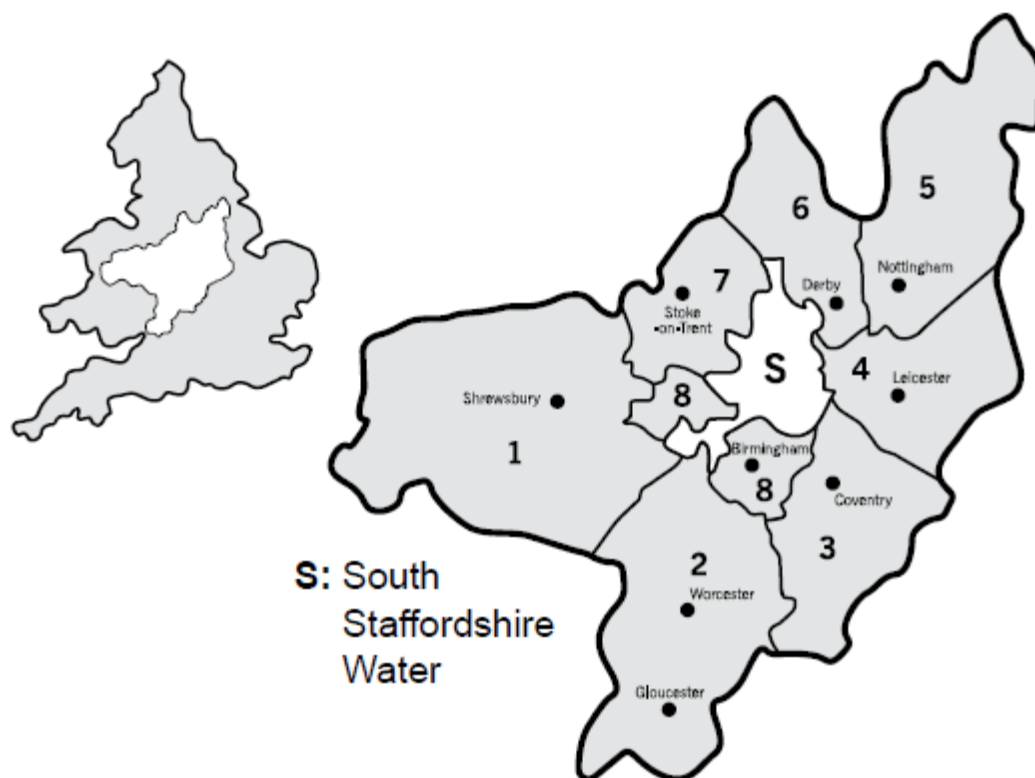 5
6
Nottingham
7
Derby
Stoke
-on-Trent
S
4
Leicester
8
Shrewsbury
1
Birmingham
8
Coventry
3
2
S: South
Staffordshire
Water
Worcester
Gloucester